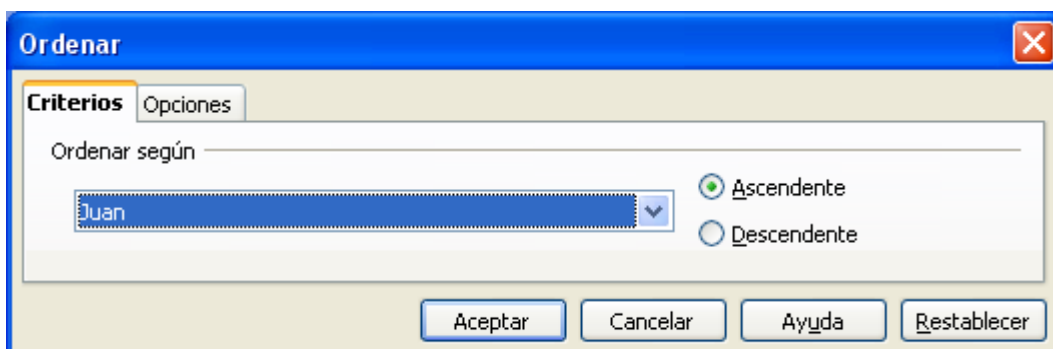 Ordenar
Criterios Opciones
Ordenar según
Juan
Ascendente
Descendente
Aceptar Cancelar Ayuda Restablecer